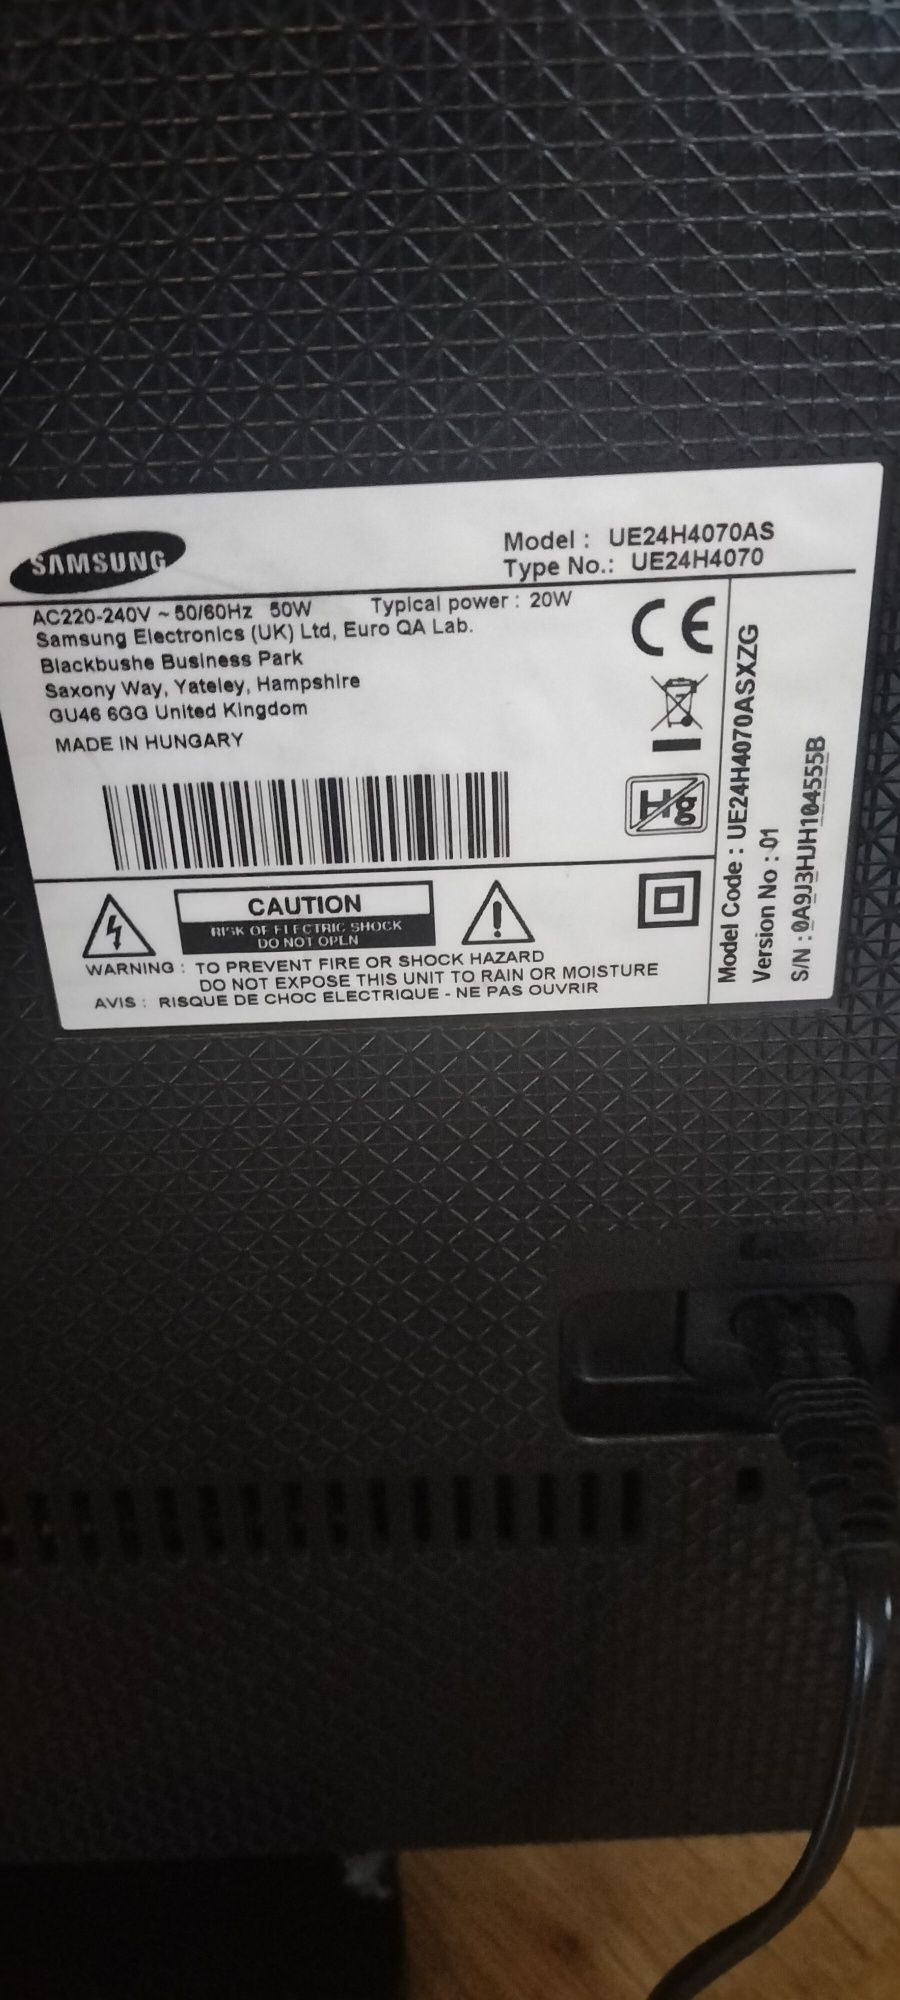 SAMSUNG
Model : UE24H4070AS
Type No.: UE24H4070
AC220-240V ~ 50/60Hz 50W Typical power : 20W
Samsung Electronics (UK) Ltd, Euro QA Lab.
Blackbushe Business Park
Saxony Way, Yateley, Hampshire
GU46 6GG United Kingdom
MADE IN HUNGARY
CE
Hg
CAUTION
RISK OF ELECTRIC SHOCK
DO NOT OPEN
WARNING : TO PREVENT FIRE OR SHOCK HAZARD
DO NOT EXPOSE THIS UNIT TO RAIN OR MOISTURE
AVIS : RISQUE DE CHOC ELECTRIQUE - NE PAS OUVRIR
Model Code : UE24H4070ASXZG
Version No : 01
S/N : 0A9J3HJH104555B